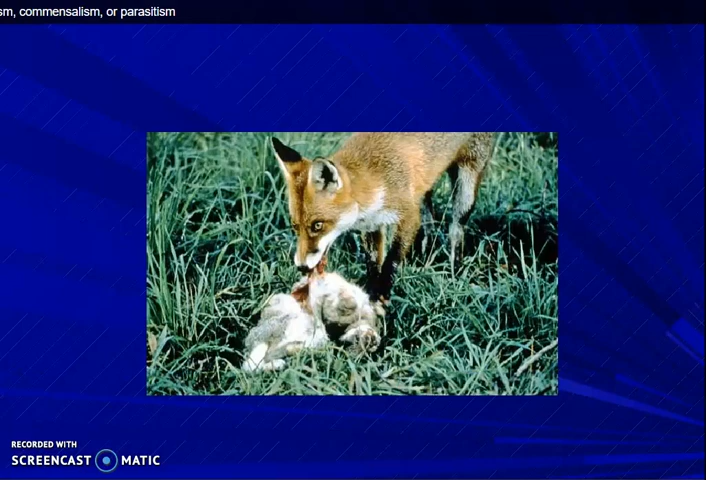 sm, commensalism, or parasitism
RECORDED WITH
SCREENCAST MATIC